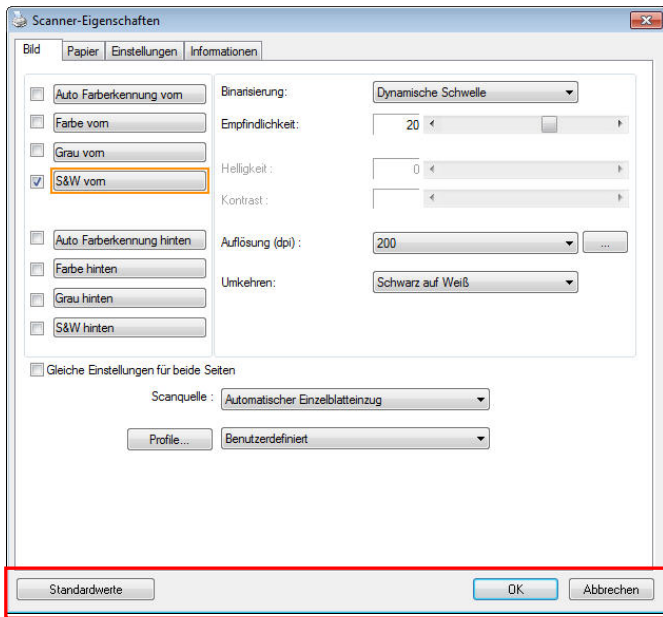 Scanner-Eigenschaften
Bild Papier Einstellungen Informationen
Auto Farberkennung vorn
Farbe vorn
Grau vorn
S&W vorn
Auto Farberkennung hinten
Farbe hinten
Grau hinten
S&W hinten
Binarisierung: Dynamische Schwelle
Empfindlichkeit: 20
Helligkeit : 0
Kontrast :
Auflösung (dpi) : 200 ...
Umkehren: Schwarz auf Weiß
Gleiche Einstellungen für beide Seiten
Scanquelle : Automatischer Einzelblatteinzug
Profile... Benutzerdefiniert
Standardwerte OK Abbrechen